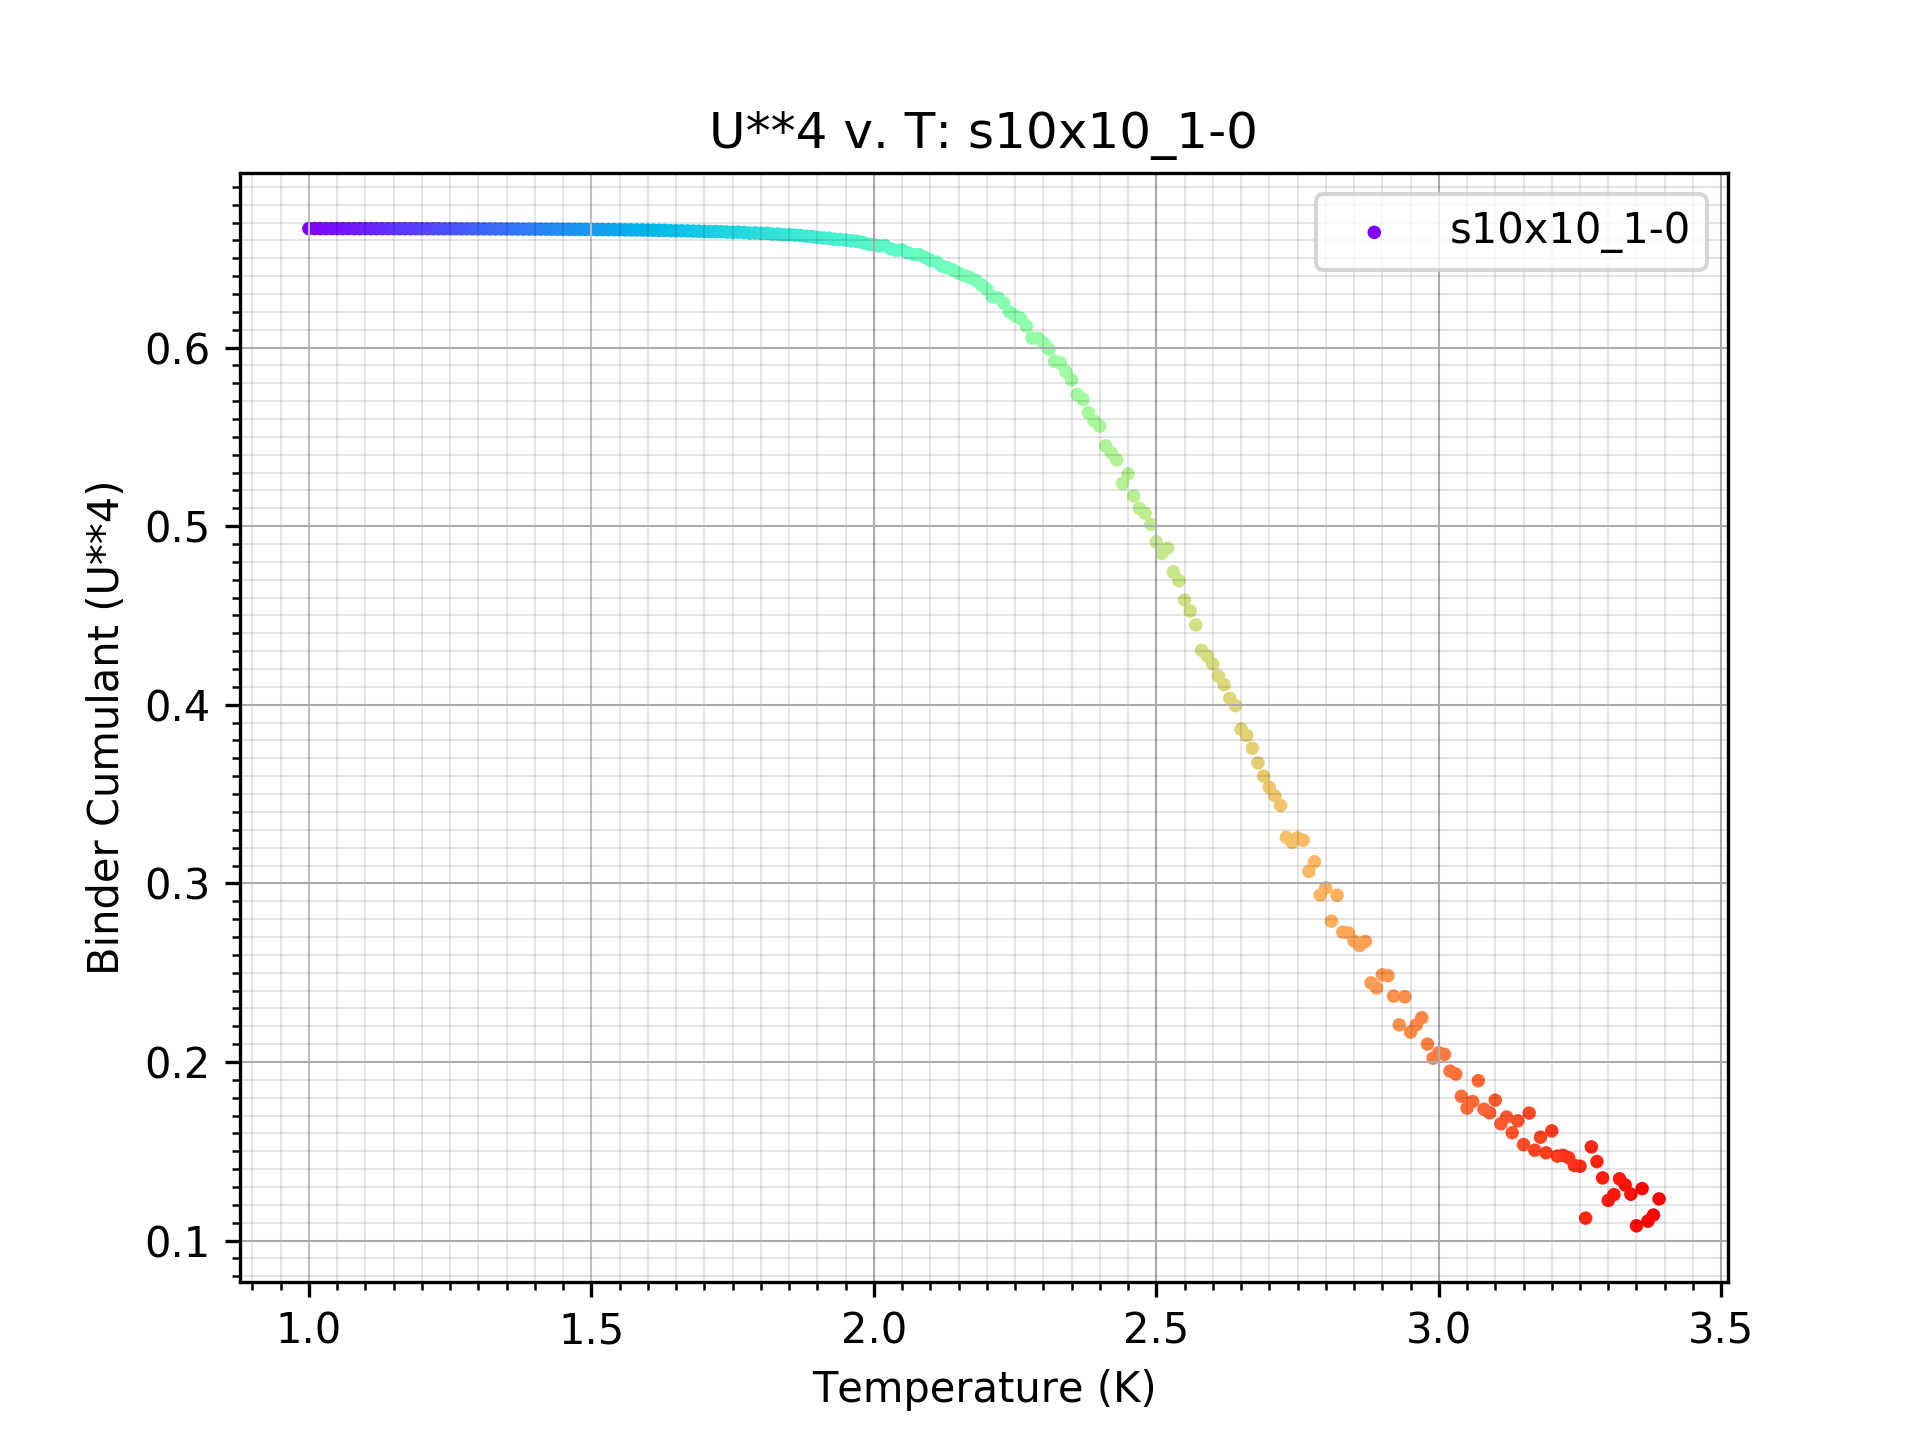 U**4 v. T: s10x10_1-0
s10x10_1-0
Binder Cumulant (U**4)
0.6
0.5
0.4
0.3
0.2
0.1
1.0 1.5 2.0 2.5 3.0 3.5
Temperature (K)